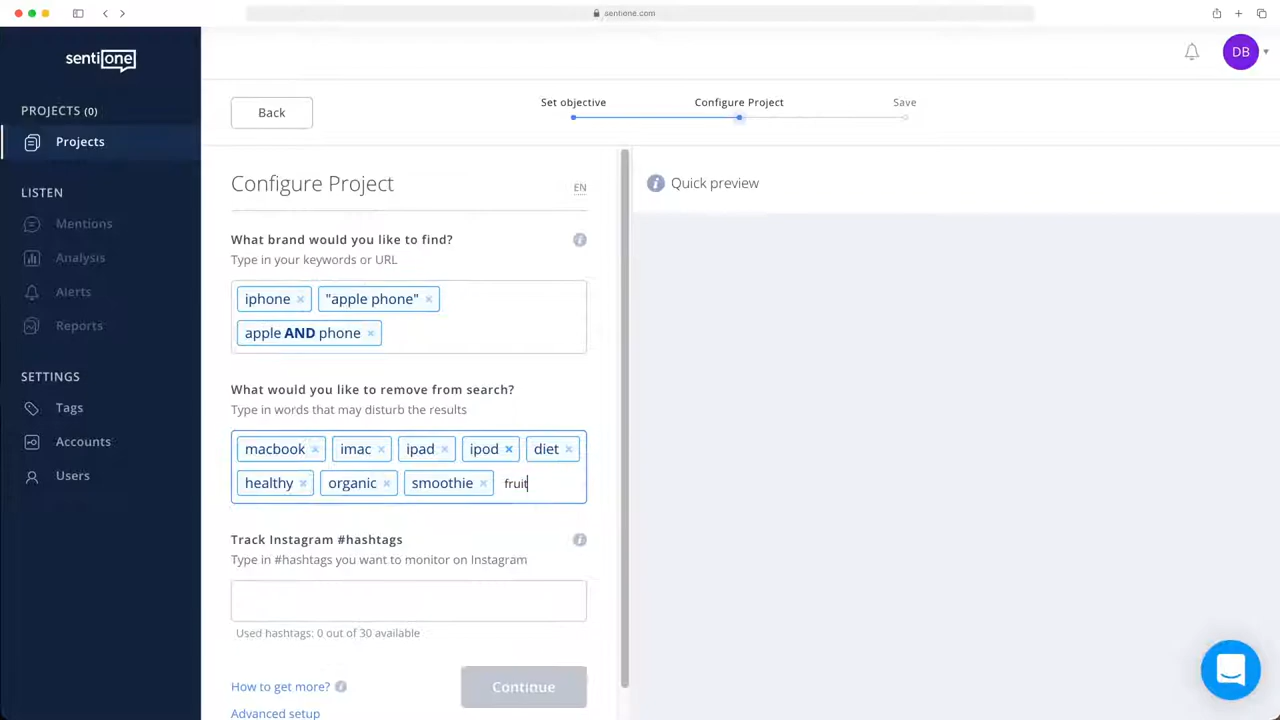 sentione.com
sentione
DB
PROJECTS (0)
Projects
LISTEN
Mentions
Analysis
Alerts
Reports
SETTINGS
Tags
Accounts
Users
Back
Set objective
Configure Project
Save
Configure Project
EN
What brand would you like to find?
Type in your keywords or URL
iphone × "apple phone" ×
apple AND phone ×
What would you like to remove from search?
Type in words that may disturb the results
macbook × imac × ipad × ipod × diet ×
healthy × organic × smoothie × fruit
Track Instagram #hashtags
Type in #hashtags you want to monitor on Instagram
Used hashtags: 0 out of 30 available
How to get more?
Continue
Advanced setup
Quick preview